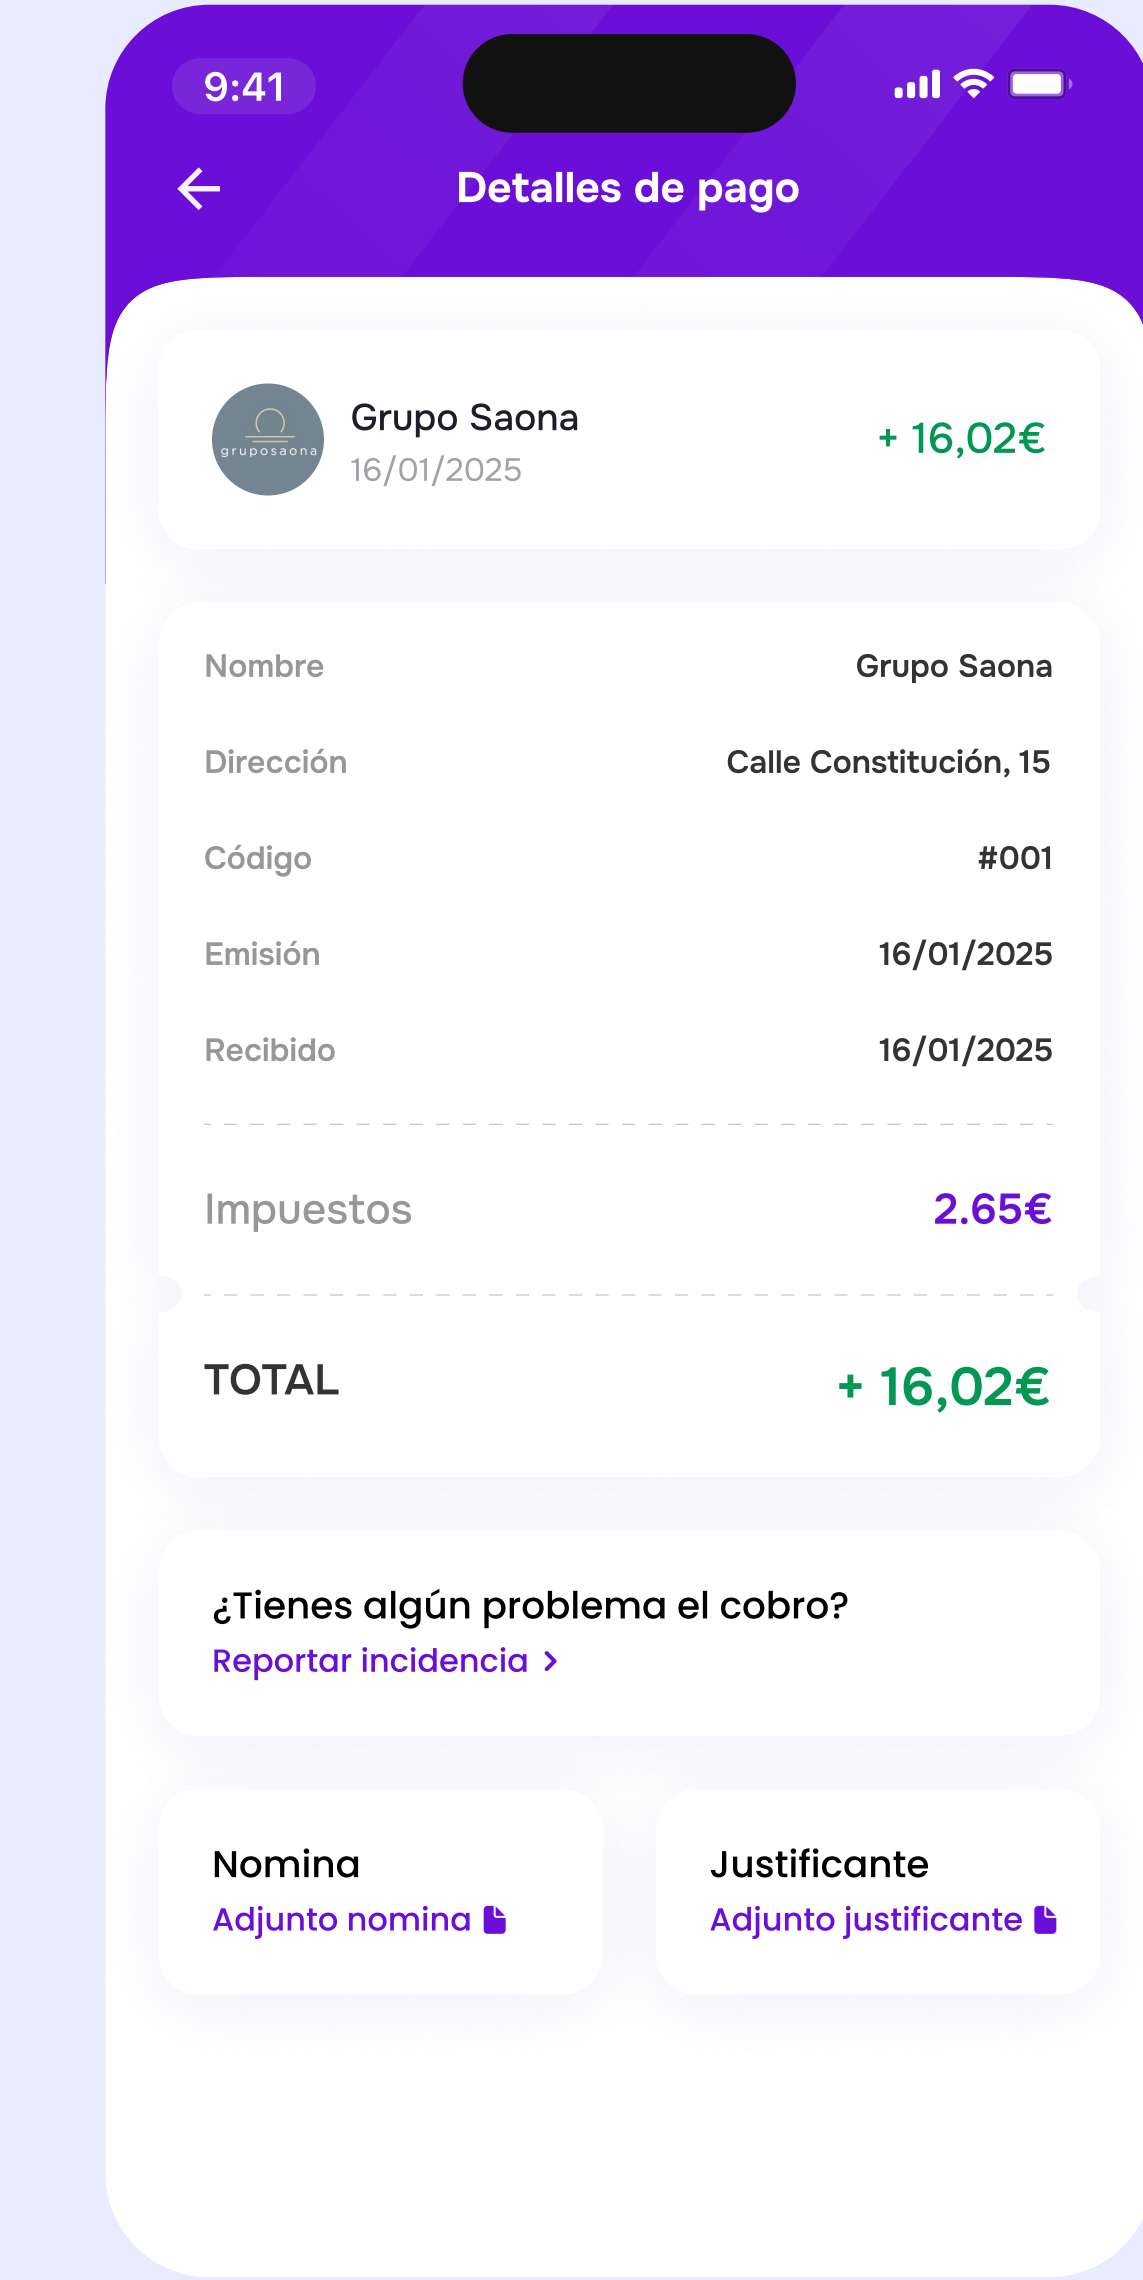 9:41
Detalles de pago
gruposaona
Grupo Saona
16/01/2025
+ 16,02€
Nombre
Grupo Saona
Dirección
Calle Constitución, 15
Código
#001
Emisión
16/01/2025
Recibido
16/01/2025
Impuestos
2.65€
TOTAL
+ 16,02€
¿Tienes algún problema el cobro?
Reportar incidencia >
Nomina
Adjunto nomina
Justificante
Adjunto justificante